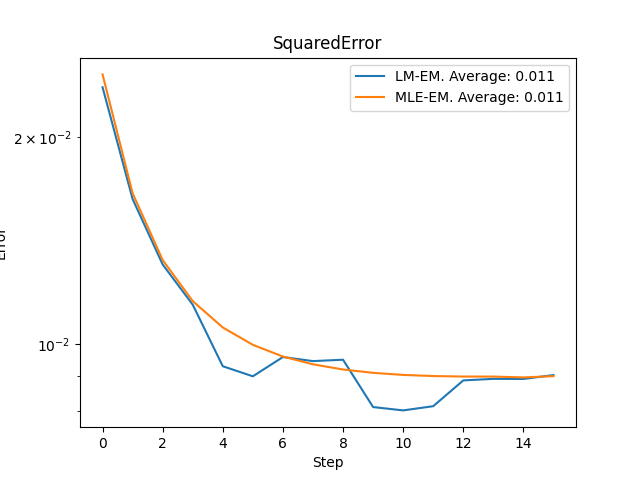 SquaredError
LM-EM. Average: 0.011
MLE-EM. Average: 0.011
2 × 10⁻²
10⁻²
Error
0 2 4 6 8 10 12 14
Step